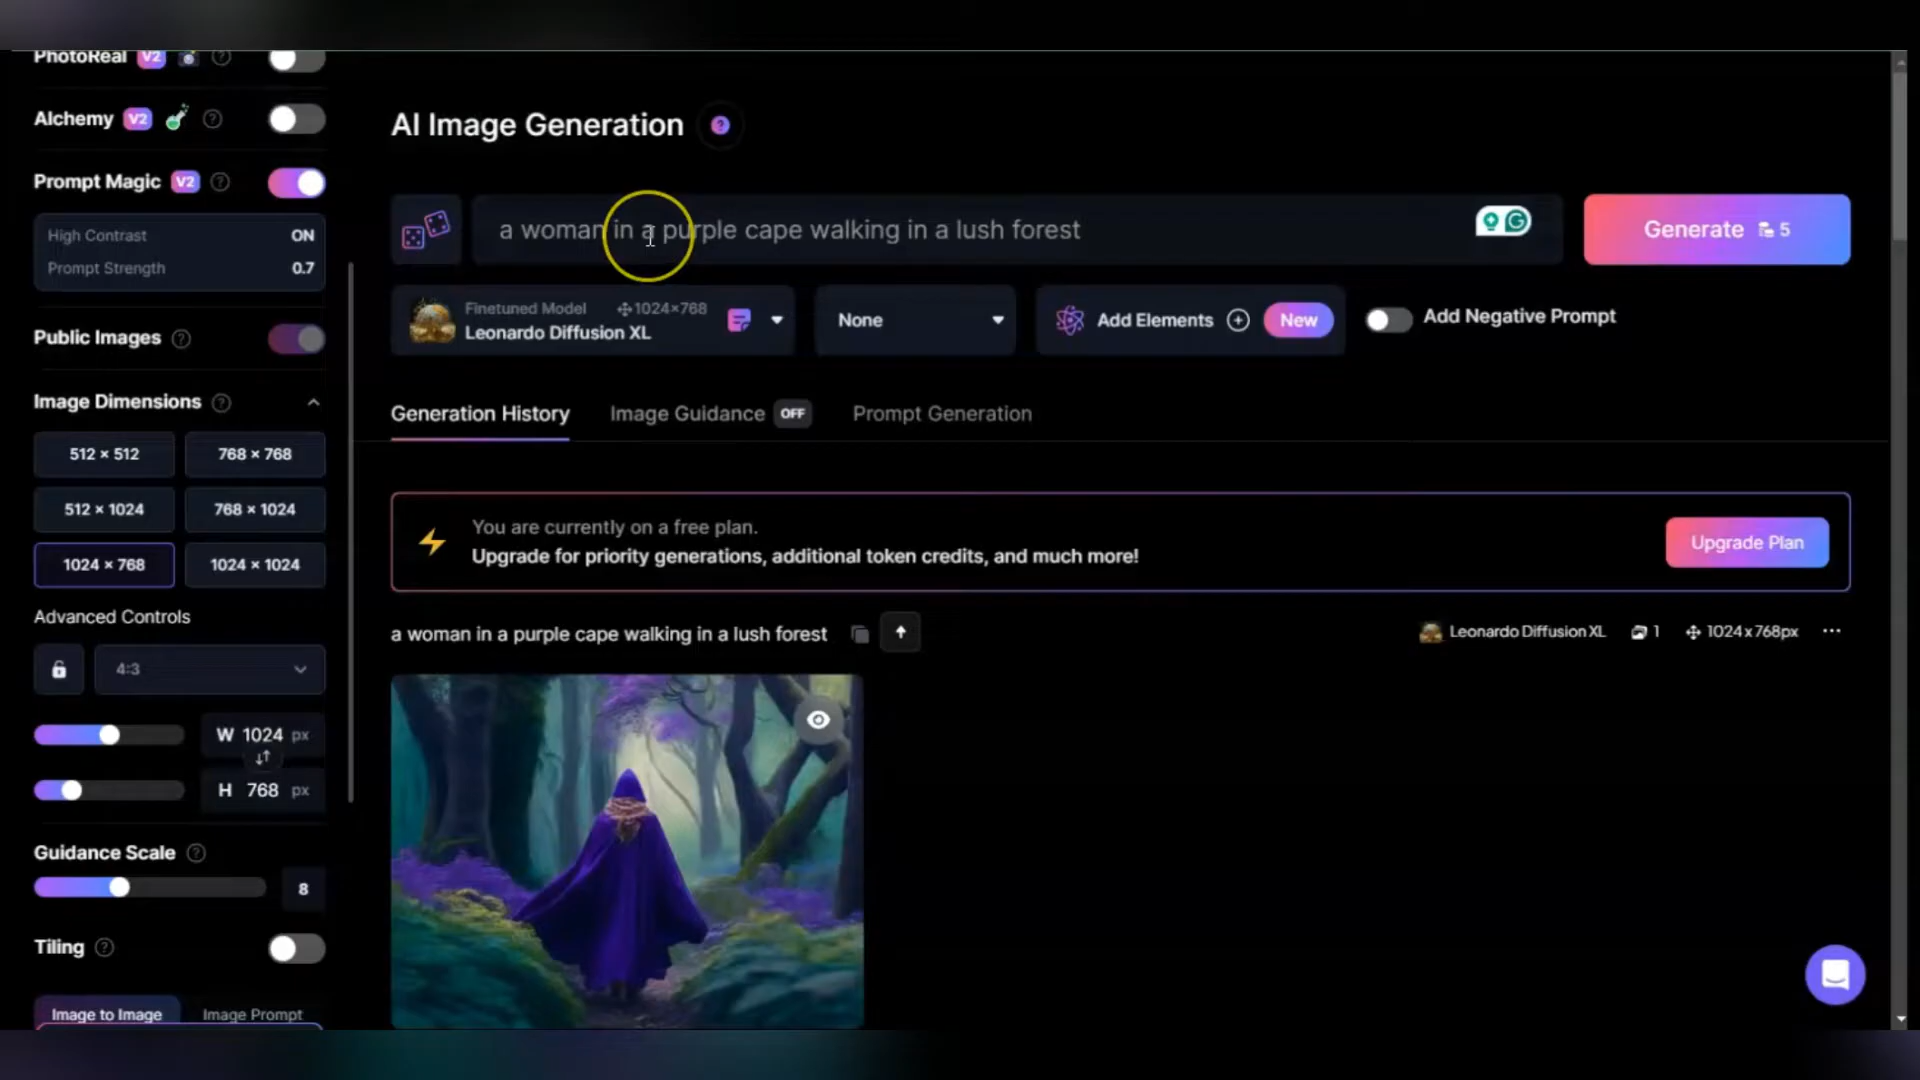 PhotoReal V2
Alchemy V2
Prompt Magic V2
High Contrast ON
Prompt Strength 0.7
Public Images
Image Dimensions
512 × 512 768 × 768
512 × 1024 768 × 1024
1024 × 768 1024 × 1024
Advanced Controls
4:3
W 1024 px
H 768 px
Guidance Scale
8
Tiling
Image to Image Image Prompt
AI Image Generation ?
a woman in a purple cape walking in a lush forest
Generate 5
Finetuned Model 1024×768
Leonardo Diffusion XL
None
Add Elements New
Add Negative Prompt
Generation History Image Guidance OFF Prompt Generation
You are currently on a free plan.
Upgrade for priority generations, additional token credits, and much more!
Upgrade Plan
a woman in a purple cape walking in a lush forest
Leonardo Diffusion XL 1 1024x768px